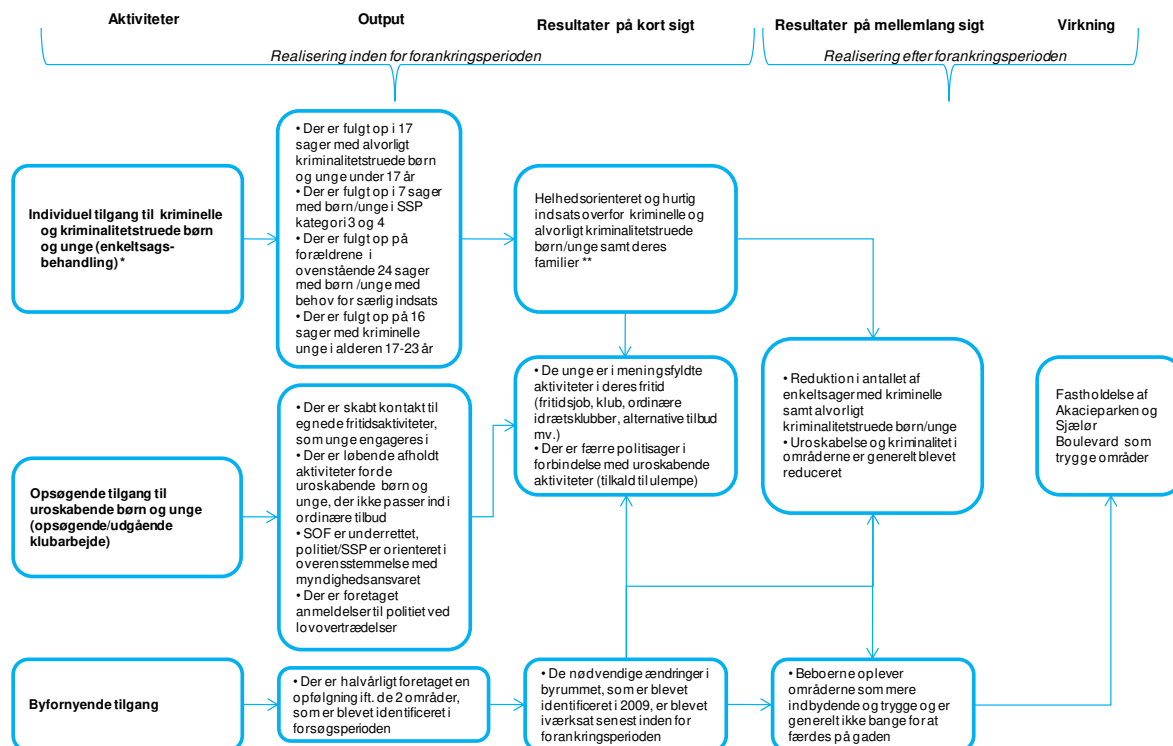 Aktiviteter
Output
Resultater på kort sigt
Resultater på mellemlang sigt
Virkning
Realisering inden for forankringsperioden
Realisering efter forankringsperioden
Individuel tilgang til kriminelle
og kriminalitetstruede børn
og unge (enkeltsags-
behandling) *
• Der er fulgt op i 17
sager med alvorligt
kriminalitetstruede børn
og unge under 17 år
• Der er fulgt op i 7 sager
med børn/unge i SSP
kategori 3 og 4
• Der er fulgt op på
forældrene i
ovenstående 24 sager
med børn /unge med
behov for særlig indsats
• Der er fulgt op på 16
sager med kriminelle
unge i alderen 17-23 år
Helhedsorienteret og hurtig
indsats overfor kriminelle og
alvorligt kriminalitetstruede
børn/unge samt deres
familier **
• De unge er i meningsfyldte
aktiviteter i deres fritid
(fritidsjob, klub, ordinære
idrætsklubber, alternative tilbud
mv.)
• Der er færre politisager i
forbindelse med uroskabende
aktiviteter (tilkald til ulempe)
• Reduktion i antallet af
enkeltsager med kriminelle
samt alvorligt
kriminalitetstruede børn/unge
• Uroskabelse og kriminalitet i
områderne er generelt blevet
reduceret
Fastholdelse af
Akacieparken og
Sjælør
Boulevard som
trygge områder
Opsøgende tilgang til
uroskabende børn og unge
(opsøgende/udgående
klubarbejde)
• Der er skabt kontakt til
egnede fritidsaktiviteter,
som unge engageres i
• Der er løbende afholdt
aktiviteter for de
uroskabende børn og
unge, der ikke passer ind i
ordinære tilbud
• SOF er underrettet,
politiet/SSP er orienteret i
overensstemmelse med
myndighedsansvaret
• Der er foretaget
anmeldelser til politiet ved
lovovertrædelser
Byfornyende tilgang
• Der er halvårligt foretaget en
opfølgning ift. de 2 områder,
som er blevet identificeret i
forsøgsperioden
• De nødvendige ændringer i
byrummet, som er blevet
identificeret i 2009, er blevet
iværksat senest inden for
forankringsperioden
• Beboerne oplever
områderne som mere
indbydende og trygge og er
generelt ikke bange for at
færdes på gaden